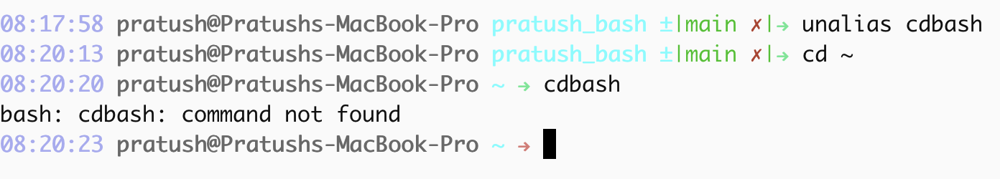 08:17:58 pratush@Pratushs-MacBook-Pro pratush_bash ±|main ✗|→ unalias cdbash
08:20:13 pratush@Pratushs-MacBook-Pro pratush_bash ±|main ✗|→ cd ~
08:20:20 pratush@Pratushs-MacBook-Pro ~ → cdbash
bash: cdbash: command not found
08:20:23 pratush@Pratushs-MacBook-Pro ~ →